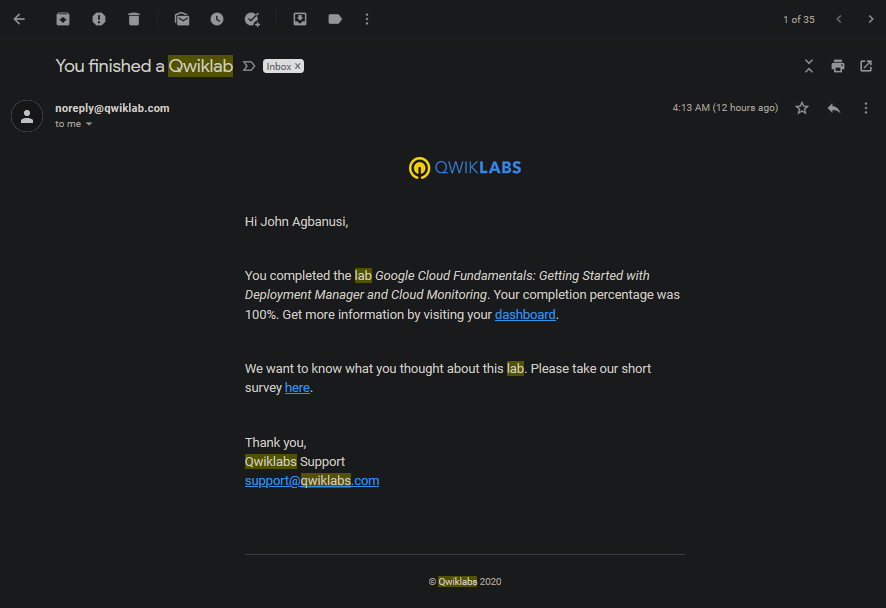 1 of 35
You finished a Qwiklab
Inbox x
noreply@qwiklab.com
4:13 AM (12 hours ago)
to me
QWIKLABS
Hi John Agbanusi,
You completed the lab Google Cloud Fundamentals: Getting Started with
Deployment Manager and Cloud Monitoring. Your completion percentage was
100%. Get more information by visiting your dashboard.
We want to know what you thought about this lab. Please take our short
survey here.
Thank you,
Qwiklabs Support
support@qwiklabs.com
© Qwiklabs 2020